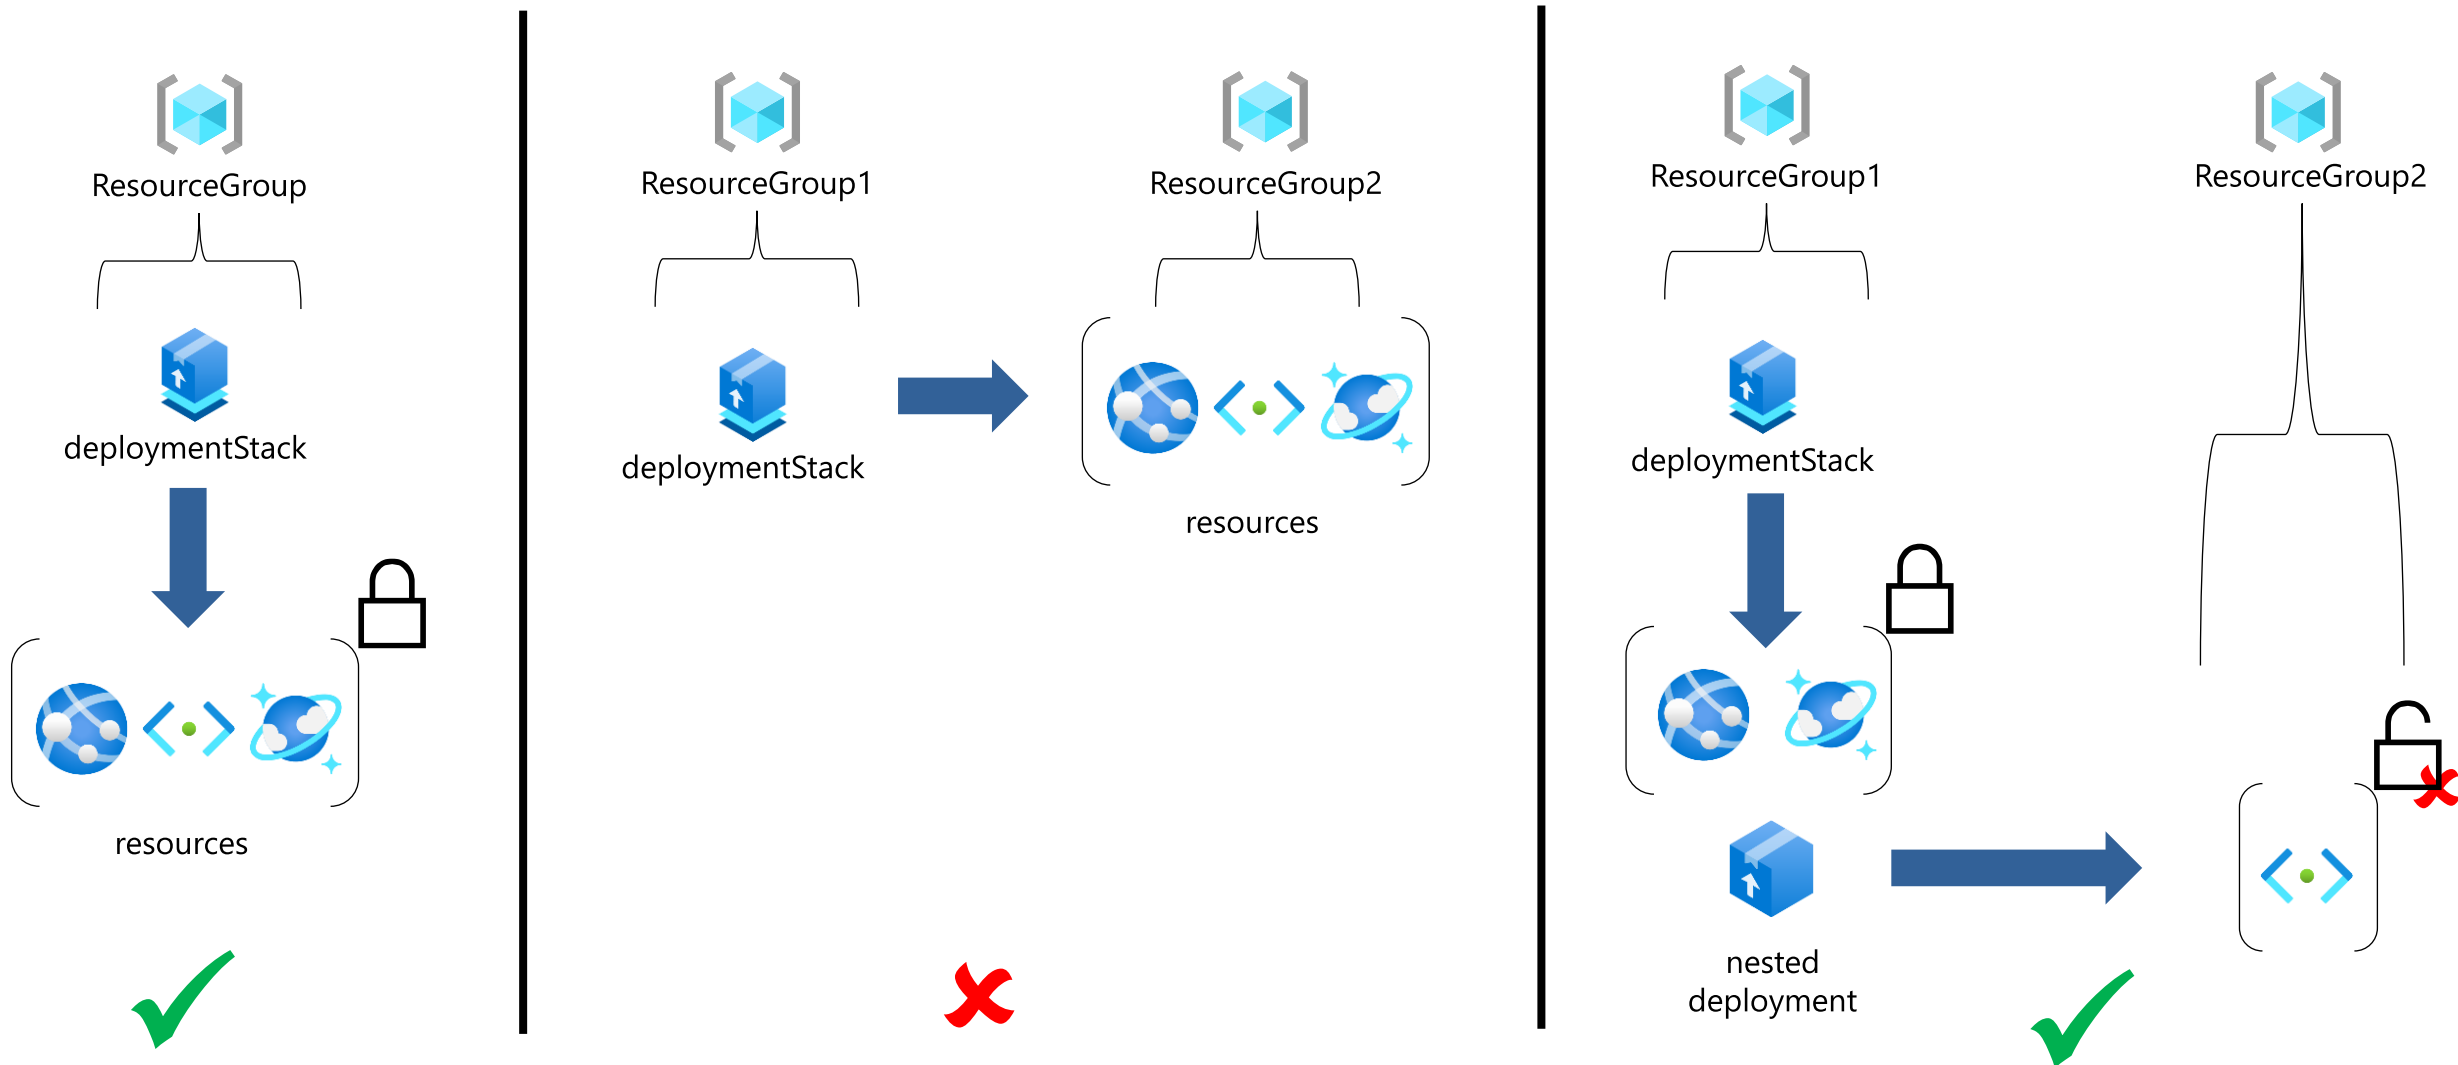 ResourceGroup
deploymentStack
resources
ResourceGroup1
deploymentStack
ResourceGroup2
resources
ResourceGroup1
deploymentStack
nested
deployment
ResourceGroup2